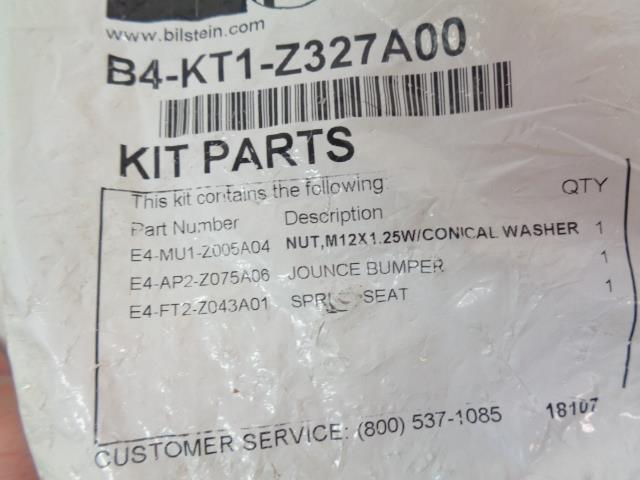 www.bilstein.com
B4-KT1-Z327A00
KIT PARTS
This kit contains the following
Part Number Description QTY
E4-MU1-Z005A04 NUT,M12X1.25W/CONICAL WASHER 1
E4-AP2-Z075A06 JOUNCE BUMPER 1
E4-FT2-Z043A01 SEAT 1
CUSTOMER SERVICE: (800) 537-1085 18107